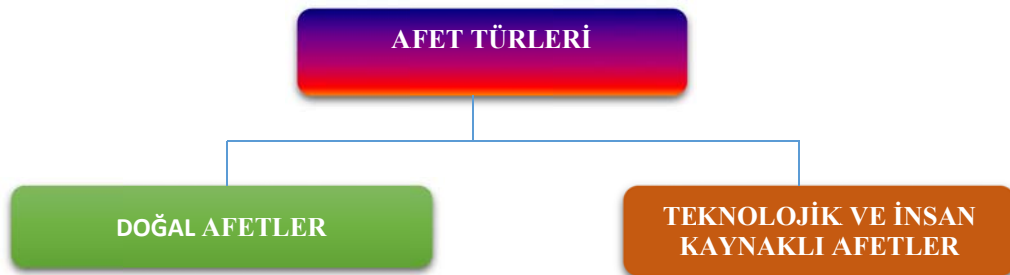 AFET TÜRLERİ
DOĞAL AFETLER
TEKNOLOJİK VE İNSAN
KAYNAKLI AFETLER